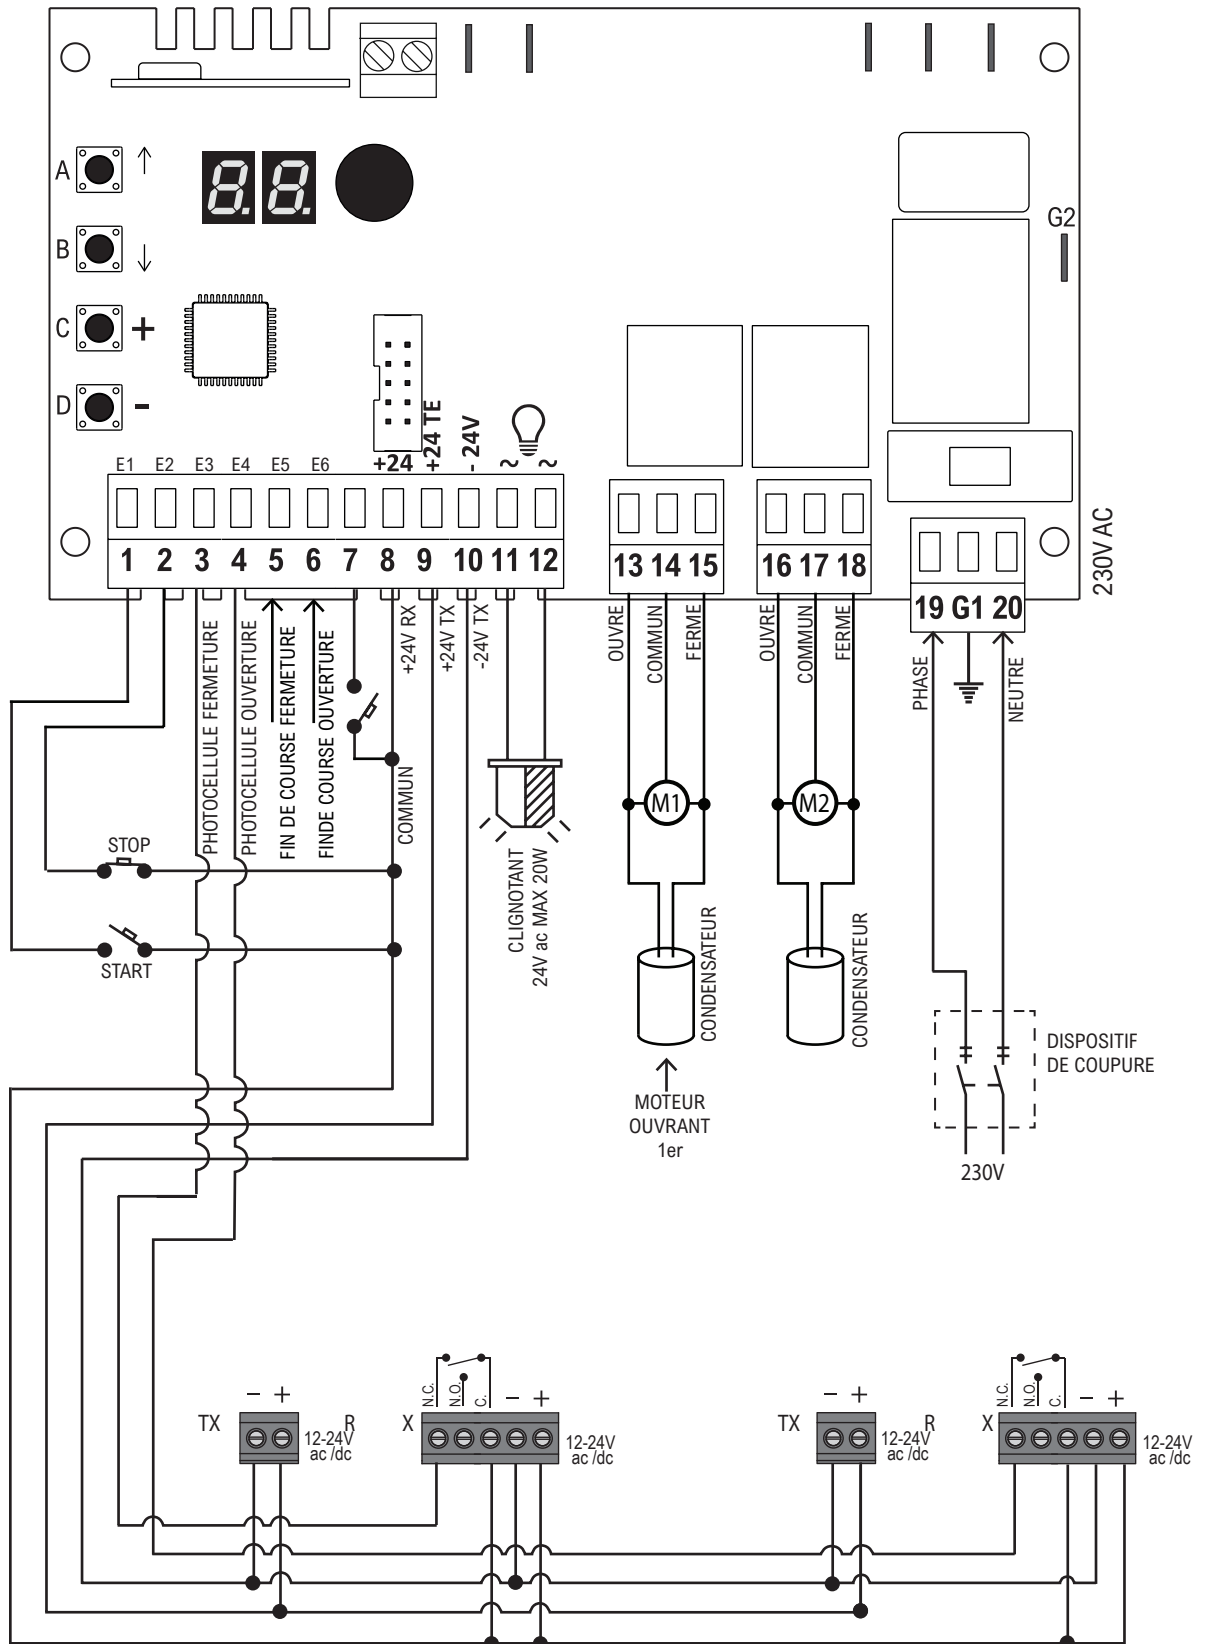 A
B
C +
D -
8.8.
G2
+24
+24 TE
- 24V
~ ~
E1 E2 E3 E4 E5 E6
1 2 3 4 5 6 7 8 9 10 11 12
13 14 15
16 17 18
19 G1 20
230V AC
PHOTOCELLULE FERMETURE
PHOTOCELLULE OUVERTURE
FIN DE COURSE FERMETURE
FINDE COURSE OUVERTURE
+24V RX
COMMUN
+24V TX
-24V TX
OUVRE
COMMUN
FERME
OUVRE
COMMUN
FERME
PHASE
NEUTRE
M1
M2
STOP
START
CLIGNOTANT
24V ac MAX 20W
CONDENSATEUR
CONDENSATEUR
MOTEUR
OUVRANT
1er
DISPOSITIF
DE COUPURE
230V
TX
- +
R
12-24V
ac /dc
X
N.C.
N.O.
C.
- +
12-24V
ac /dc
TX
- +
R
12-24V
ac /dc
X
N.C.
N.O.
C.
- +
12-24V
ac /dc